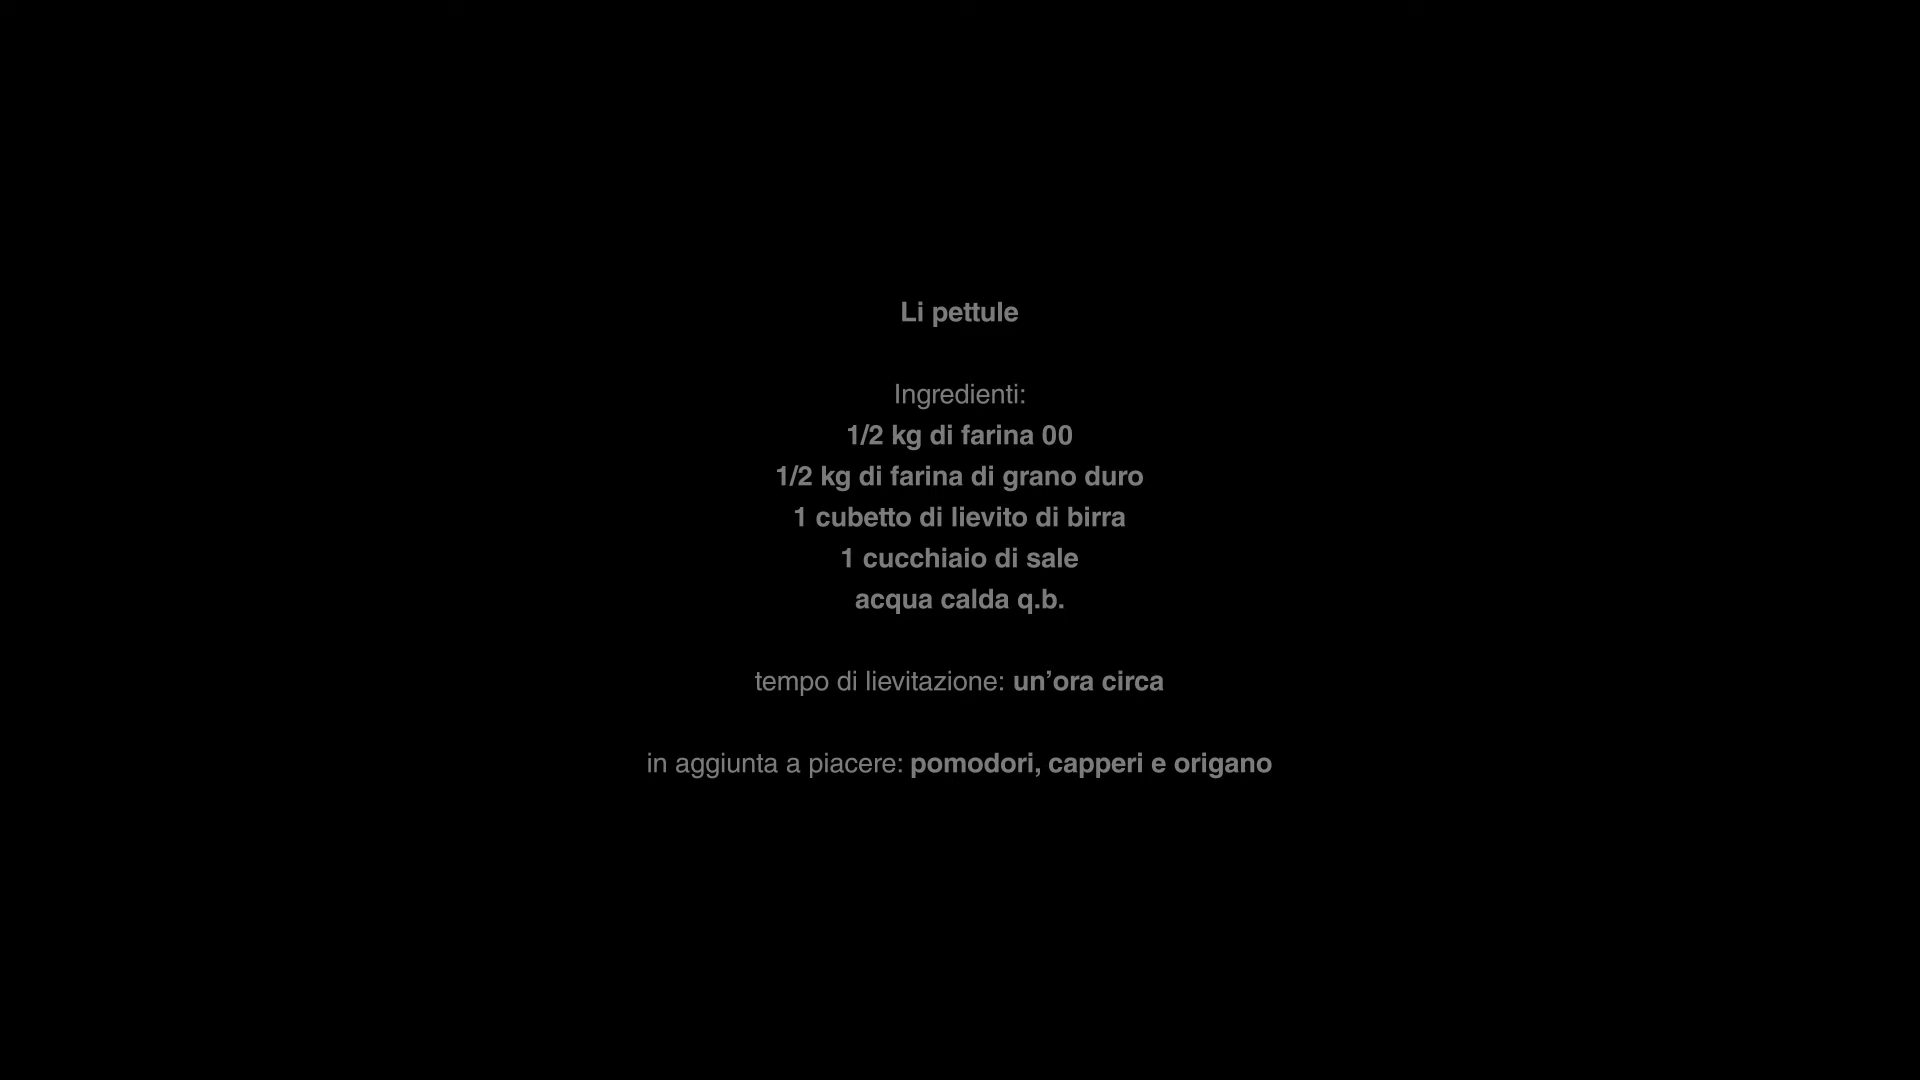 Li pettule
Ingredienti:
1/2 kg di farina 00
1/2 kg di farina di grano duro
1 cubetto di lievito di birra
1 cucchiaio di sale
acqua calda q.b.
tempo di lievitazione: un’ora circa
in aggiunta a piacere: pomodori, capperi e origano